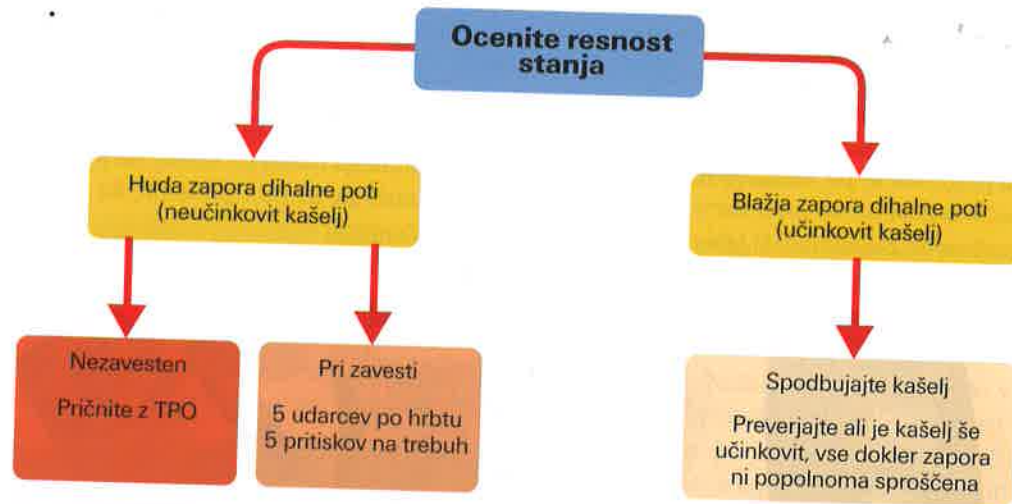 Ocenite resnost
stanja
Huda zapora dihalne poti
(neučinkovit kašelj)
Blažja zapora dihalne poti
(učinkovit kašelj)
Nezavesten
Pričnite z TPO
Pri zavesti
5 udarcev po hrbtu
5 pritiskov na trebuh
Spodbujajte kašelj
Preverjajte ali je kašelj še
učinkovit, vse dokler zapora
ni popolnoma sproščena